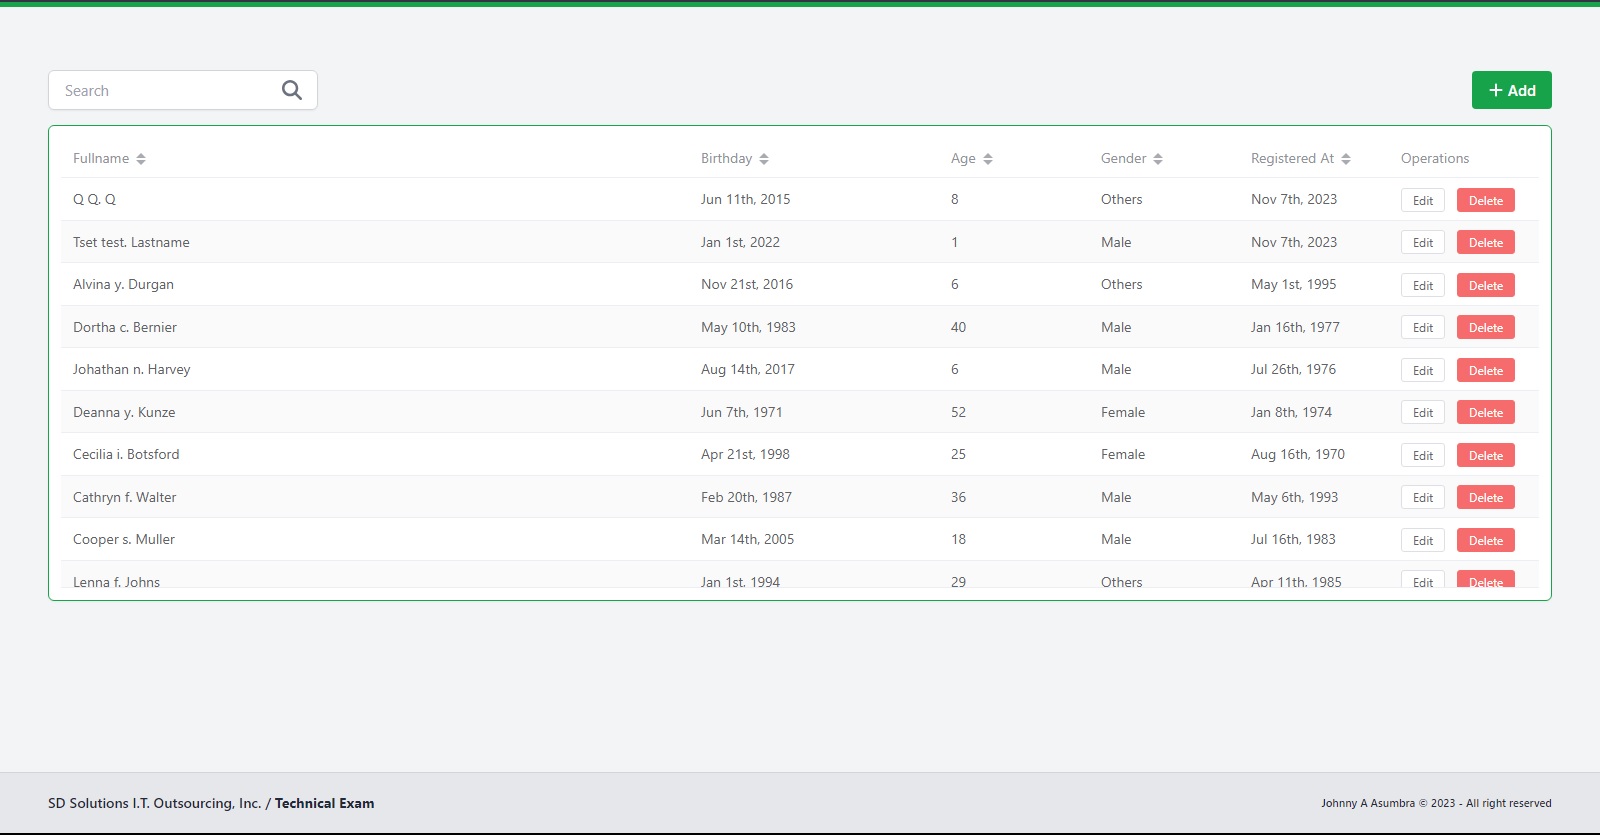 Search
+ Add
Fullname Birthday Age Gender Registered At Operations
Q Q. Q Jun 11th, 2015 8 Others Nov 7th, 2023 Edit Delete
Tset test. Lastname Jan 1st, 2022 1 Male Nov 7th, 2023 Edit Delete
Alvina y. Durgan Nov 21st, 2016 6 Others May 1st, 1995 Edit Delete
Dortha c. Bernier May 10th, 1983 40 Male Jan 16th, 1977 Edit Delete
Johathan n. Harvey Aug 14th, 2017 6 Male Jul 26th, 1976 Edit Delete
Deanna y. Kunze Jun 7th, 1971 52 Female Jan 8th, 1974 Edit Delete
Cecilia i. Botsford Apr 21st, 1998 25 Female Aug 16th, 1970 Edit Delete
Cathryn f. Walter Feb 20th, 1987 36 Male May 6th, 1993 Edit Delete
Cooper s. Muller Mar 14th, 2005 18 Male Jul 16th, 1983 Edit Delete
Lenna f. Johns Jan 1st, 1994 29 Others Apr 11th, 1985 Edit Delete
SD Solutions I.T. Outsourcing, Inc. / Technical Exam
Johnny A Asumbra © 2023 - All right reserved